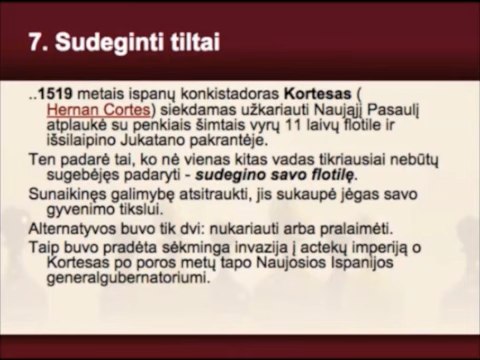 7. Sudeginti tiltai
..1519 metais ispanų konkistadoras Kortesas (
Hernan Cortes) siekdamas užkariauti Naująjį Pasaulį
atplaukė su penkiais šimtais vyrų 11 laivų flotile ir
išsilaipino Jukatano pakrantėje.
Ten padarė tai, ko nė vienas kitas vadas tikriausiai nebūtų
sugebėjęs padaryti - sudegino savo flotilę.
Sunaikinęs galimybę atsitraukti, jis sukaupė jėgas savo
gyvenimo tikslui.
Alternatyvos buvo tik dvi: nukariauti arba pralaimėti.
Taip buvo pradėta sėkminga invazija į actekų imperiją o
Kortesas po poros metų tapo Naujosios Ispanijos
generalgubernatoriumi.